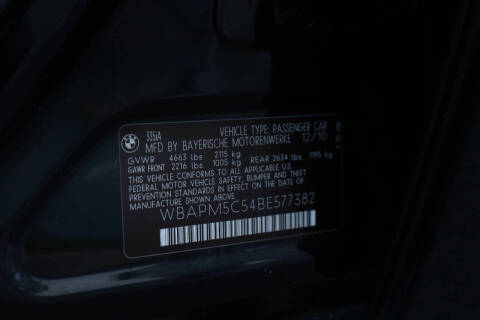 BMW
335iA
VEHICLE TYPE: PASSENGER CAR
MFD BY BAYERISCHE MOTORENWERKE 12/10
GVWR 4663 lbs 2115 kg
GAWR FRONT 2216 lbs 1005 kg REAR 2634 lbs 1195 kg
THIS VEHICLE CONFORMS TO ALL APPLICABLE U.S.
FEDERAL MOTOR VEHICLE SAFETY, BUMPER, AND THEFT
PREVENTION STANDARDS IN EFFECT ON THE DATE OF
MANUFACTURE SHOWN ABOVE.
WBAPM5C54BE577382